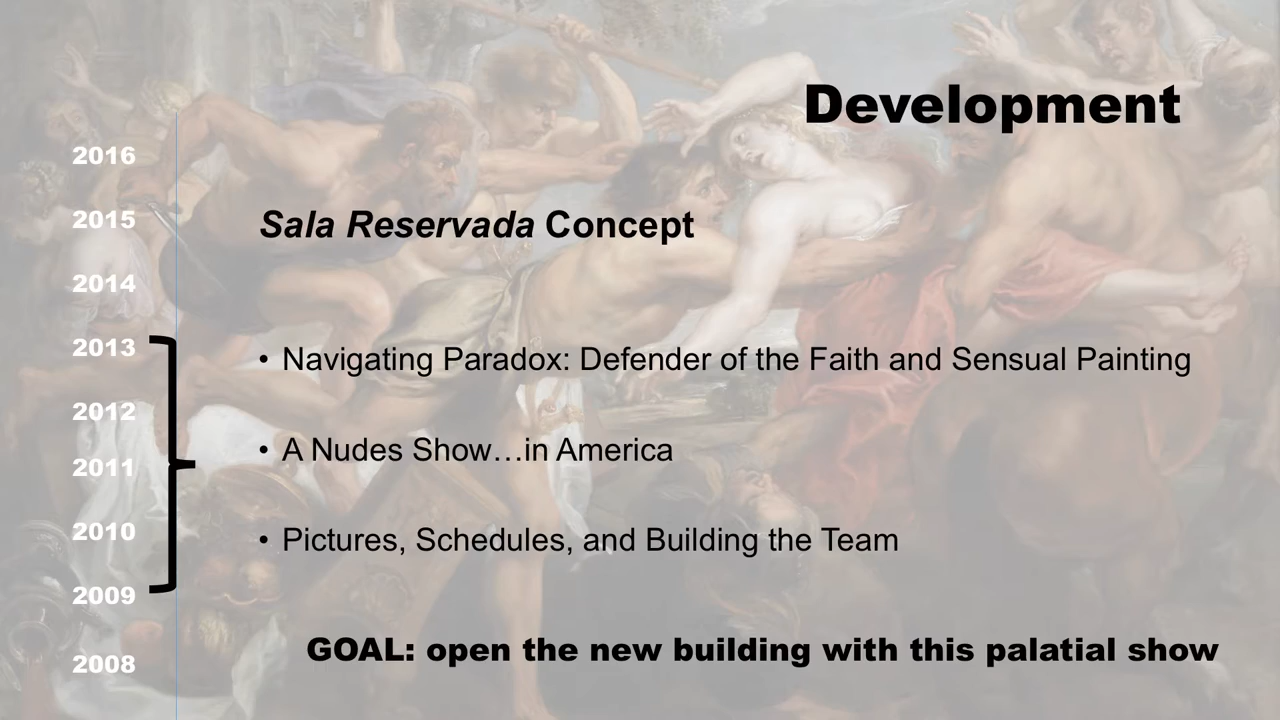 Development
2016
2015
Sala Reservada Concept
2014
2013
• Navigating Paradox: Defender of the Faith and Sensual Painting
2012
• A Nudes Show…in America
2011
2010
• Pictures, Schedules, and Building the Team
2009
GOAL: open the new building with this palatial show
2008